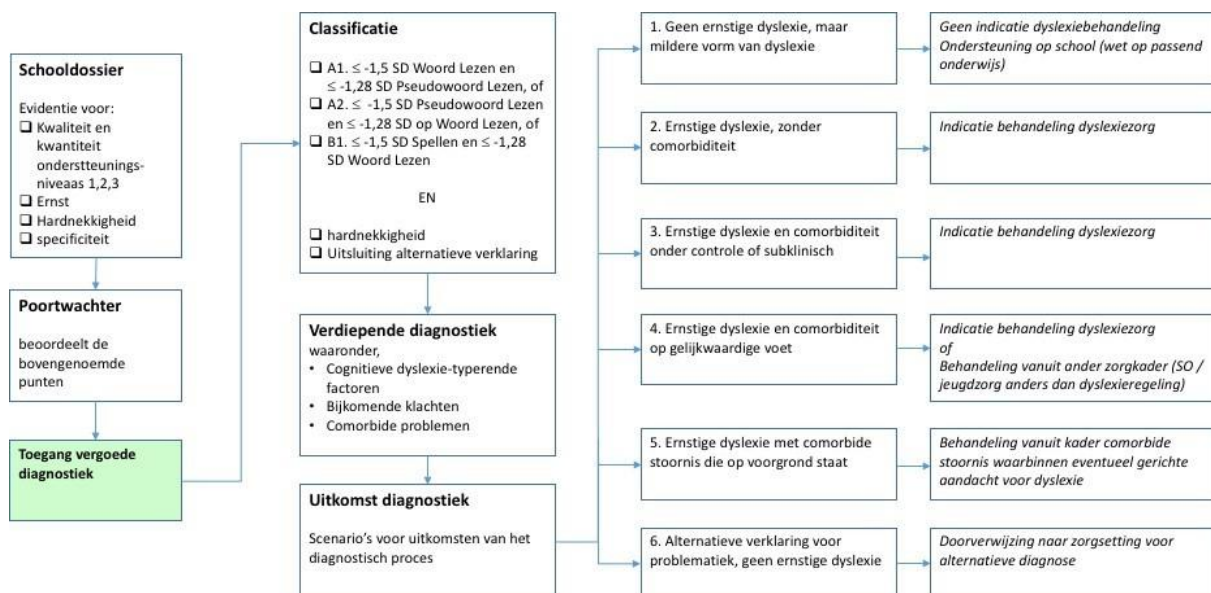 Schooldossier
Evidentie voor:
❑ Kwaliteit en
kwantiteit
onderstteunings-
niveaas 1,2,3
❑ Ernst
❑ Hardnekkigheid
❑ specificiteit
Poortwachter
beoordeelt de
bovengenoemde
punten
Toegang vergoede
diagnostiek
Classificatie
❑ A1. ≤ -1,5 SD Woord Lezen en
≤ -1,28 SD Pseudowoord Lezen, of
❑ A2. ≤ -1,5 SD Pseudowoord Lezen
en ≤ -1,28 SD op Woord Lezen, of
❑ B1. ≤ -1,5 SD Spellen en ≤ -1,28
SD Woord Lezen
EN
❑ hardnekkigheid
❑ Uitsluiting alternatieve verklaring
Verdiepende diagnostiek
waaronder,
• Cognitieve dyslexie-typerende
factoren
• Bijkomende klachten
• Comorbide problemen
Uitkomst diagnostiek
Scenario's voor uitkomsten van het
diagnostisch proces
1. Geen ernstige dyslexie, maar
mildere vorm van dyslexie
Geen indicatie dyslexiebehandeling
Ondersteuning op school (wet op passend
onderwijs)
2. Ernstige dyslexie, zonder
comorbiditeit
Indicatie behandeling dyslexiezorg
3. Ernstige dyslexie en comorbiditeit
onder controle of subklinisch
Indicatie behandeling dyslexiezorg
4. Ernstige dyslexie en comorbiditeit
op gelijkwaardige voet
Indicatie behandeling dyslexiezorg
of
Behandeling vanuit ander zorgkader (SO /
jeugdzorg anders dan dyslexieregeling)
5. Ernstige dyslexie met comorbide
stoornis die op voorgrond staat
Behandeling vanuit kader comorbide
stoornis waarbinnen eventueel gerichte
aandacht voor dyslexie
6. Alternatieve verklaring voor
problematiek, geen ernstige dyslexie
Doorverwijzing naar zorgsetting voor
alternatieve diagnose